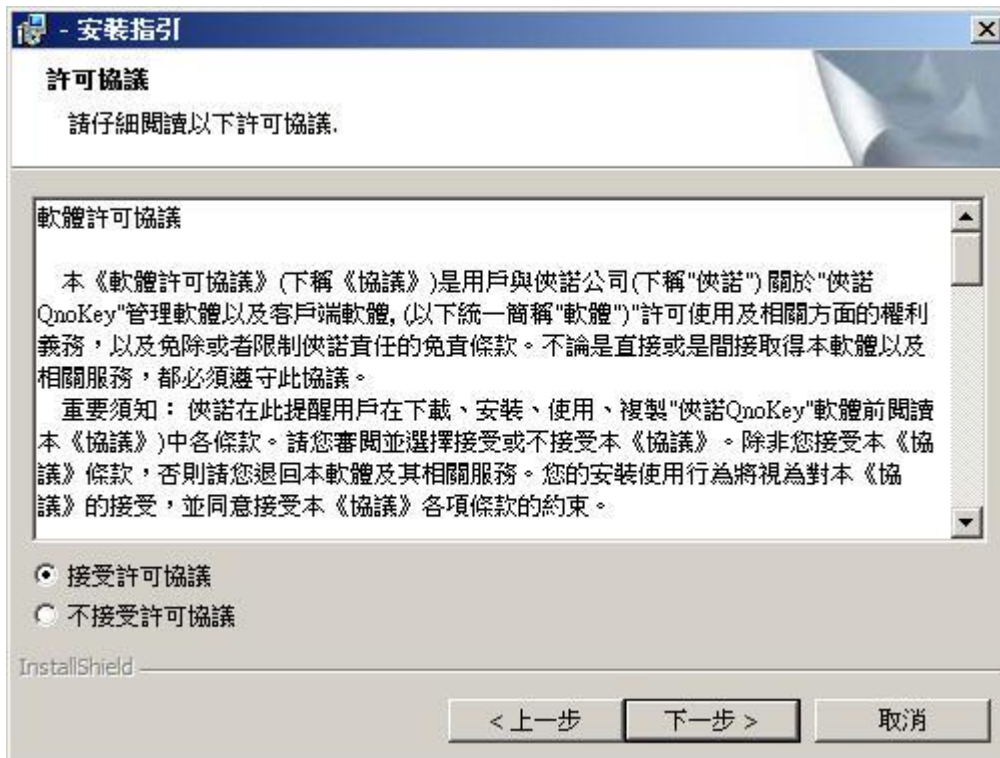 - 安裝指引
許可協議
請仔細閱讀以下許可協議.
軟體許可協議
本《軟體許可協議》(下稱《協議》)是用戶與俠諾公司(下稱"俠諾") 關於"俠諾
QnoKey"管理軟體以及客戶端軟體, (以下統一簡稱"軟體")"許可使用及相關方面的權利
義務，以及免除或者限制俠諾責任的免責條款。不論是直接或是間接取得本軟體以及
相關服務，都必須遵守此協議。
重要須知： 俠諾在此提醒用戶在下載、安裝、使用、複製"俠諾QnoKey"軟體前閱讀
本《協議》)中各條款。請您審閱並選擇接受或不接受本《協議》。除非您接受本《協
議》條款，否則請您退回本軟體及其相關服務。您的安裝使用行為將視為對本《協
議》的接受，並同意接受本《協議》各項條款的約束。
接受許可協議
不接受許可協議
InstallShield
< 上一步 下一步 > 取消